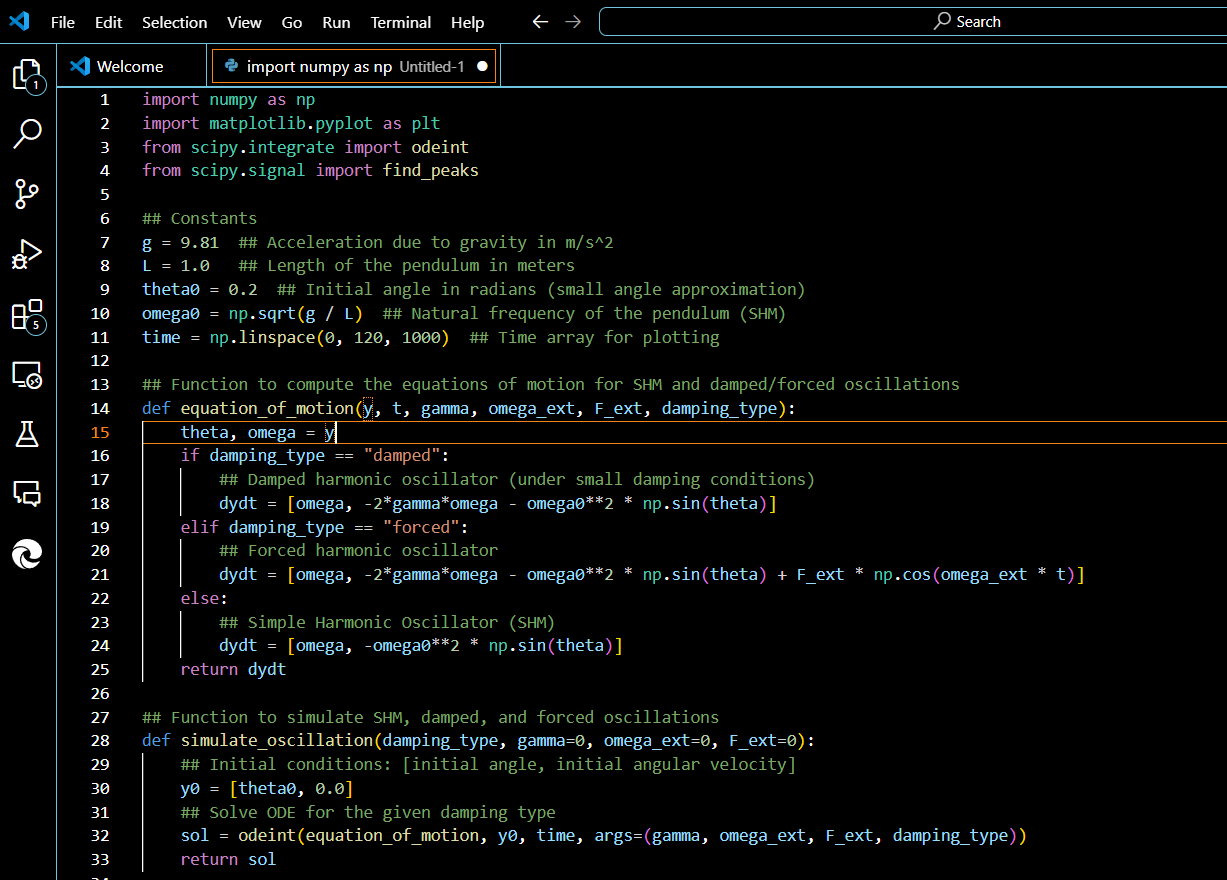 File Edit Selection View Go Run Terminal Help Search
Welcome import numpy as np Untitled-1
1 import numpy as np
2 import matplotlib.pyplot as plt
3 from scipy.integrate import odeint
4 from scipy.signal import find_peaks
5
6 ## Constants
7 g = 9.81  ## Acceleration due to gravity in m/s^2
8 L = 1.0   ## Length of the pendulum in meters
9 theta0 = 0.2  ## Initial angle in radians (small angle approximation)
10 omega0 = np.sqrt(g / L)  ## Natural frequency of the pendulum (SHM)
11 time = np.linspace(0, 120, 1000)  ## Time array for plotting
12
13 ## Function to compute the equations of motion for SHM and damped/forced oscillations
14 def equation_of_motion(y, t, gamma, omega_ext, F_ext, damping_type):
15     theta, omega = y
16     if damping_type == "damped":
17         ## Damped harmonic oscillator (under small damping conditions)
18         dydt = [omega, -2*gamma*omega - omega0**2 * np.sin(theta)]
19     elif damping_type == "forced":
20         ## Forced harmonic oscillator
21         dydt = [omega, -2*gamma*omega - omega0**2 * np.sin(theta) + F_ext * np.cos(omega_ext * t)]
22     else:
23         ## Simple Harmonic Oscillator (SHM)
24         dydt = [omega, -omega0**2 * np.sin(theta)]
25     return dydt
26
27 ## Function to simulate SHM, damped, and forced oscillations
28 def simulate_oscillation(damping_type, gamma=0, omega_ext=0, F_ext=0):
29     ## Initial conditions: [initial angle, initial angular velocity]
30     y0 = [theta0, 0.0]
31     ## Solve ODE for the given damping type
32     sol = odeint(equation_of_motion, y0, time, args=(gamma, omega_ext, F_ext, damping_type))
33     return sol
1
5